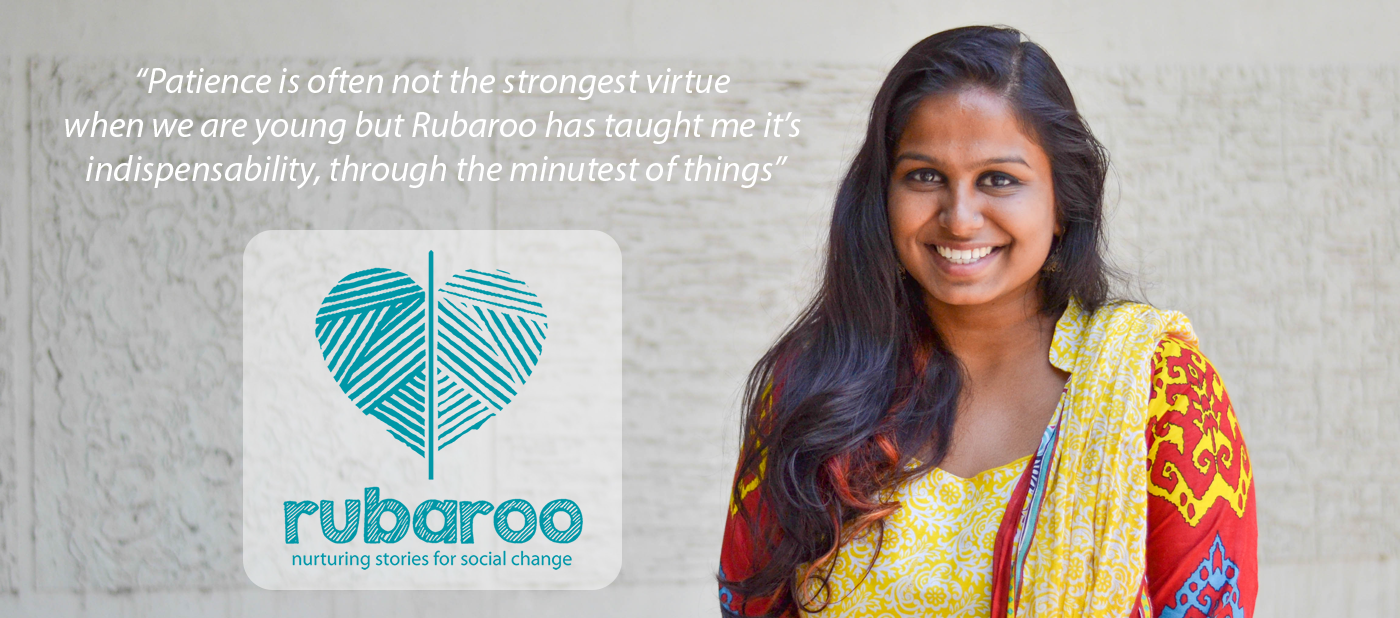 “Patience is often not the strongest virtue
when we are young but Rubaroo has taught me it’s
indispensability, through the minutest of things”
rubaroo
nurturing stories for social change